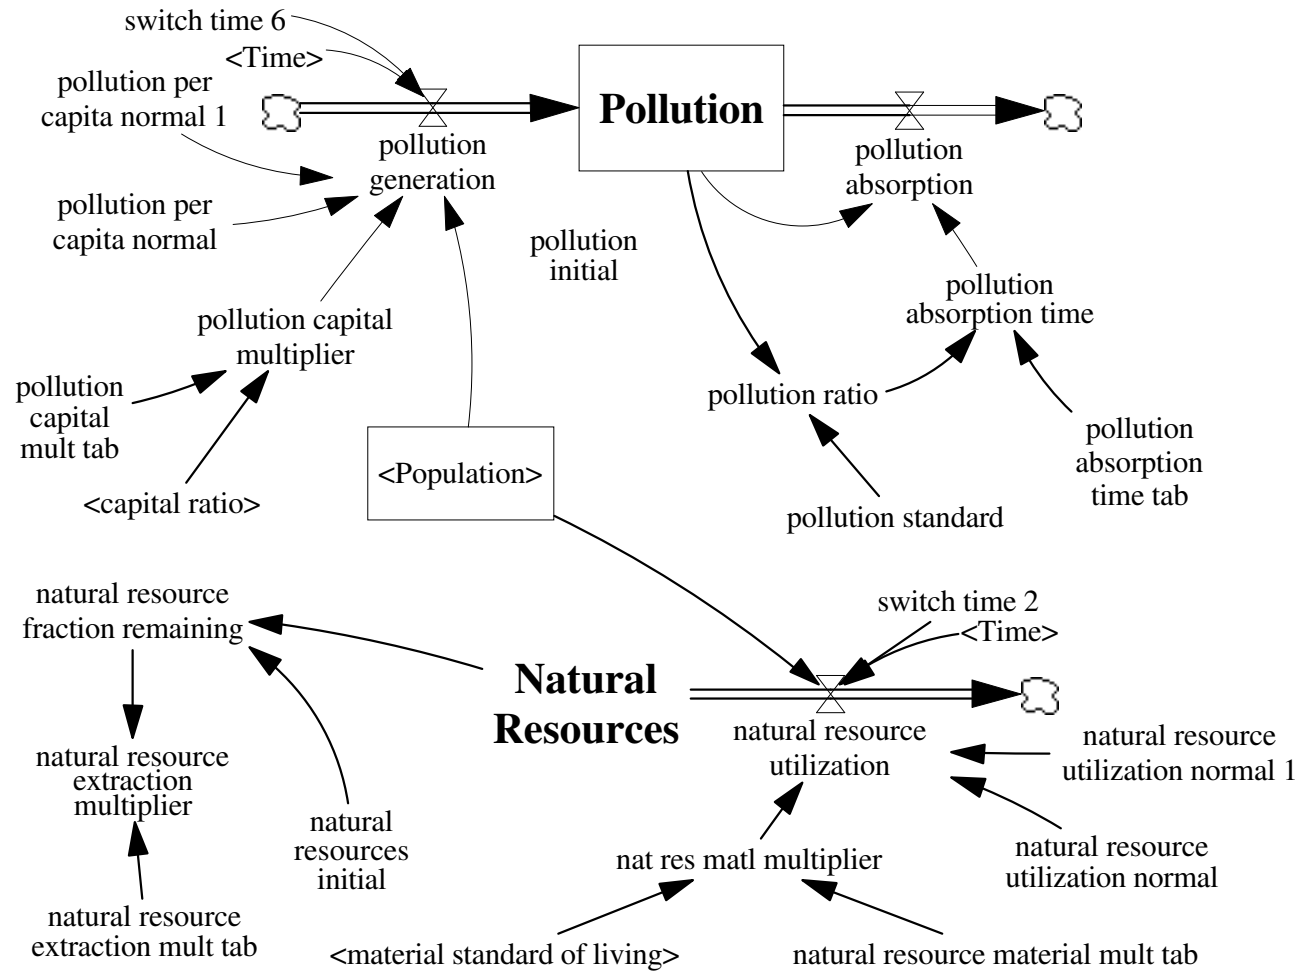 switch time 6
<Time>
pollution per
capita normal 1
Pollution
pollution
generation
pollution
absorption
pollution per
capita normal
pollution
initial
pollution
absorption time
pollution capital
multiplier
pollution
capital
mult tab
pollution ratio
pollution
absorption
time tab
<Population>
<capital ratio>
pollution standard
natural resource
fraction remaining
switch time 2
<Time>
Natural
Resources
natural resource
utilization
natural resource
utilization normal 1
natural resource
extraction
multiplier
natural
resources
initial
nat res matl multiplier
natural resource
utilization normal
natural resource
extraction mult tab
<material standard of living>
natural resource material mult tab